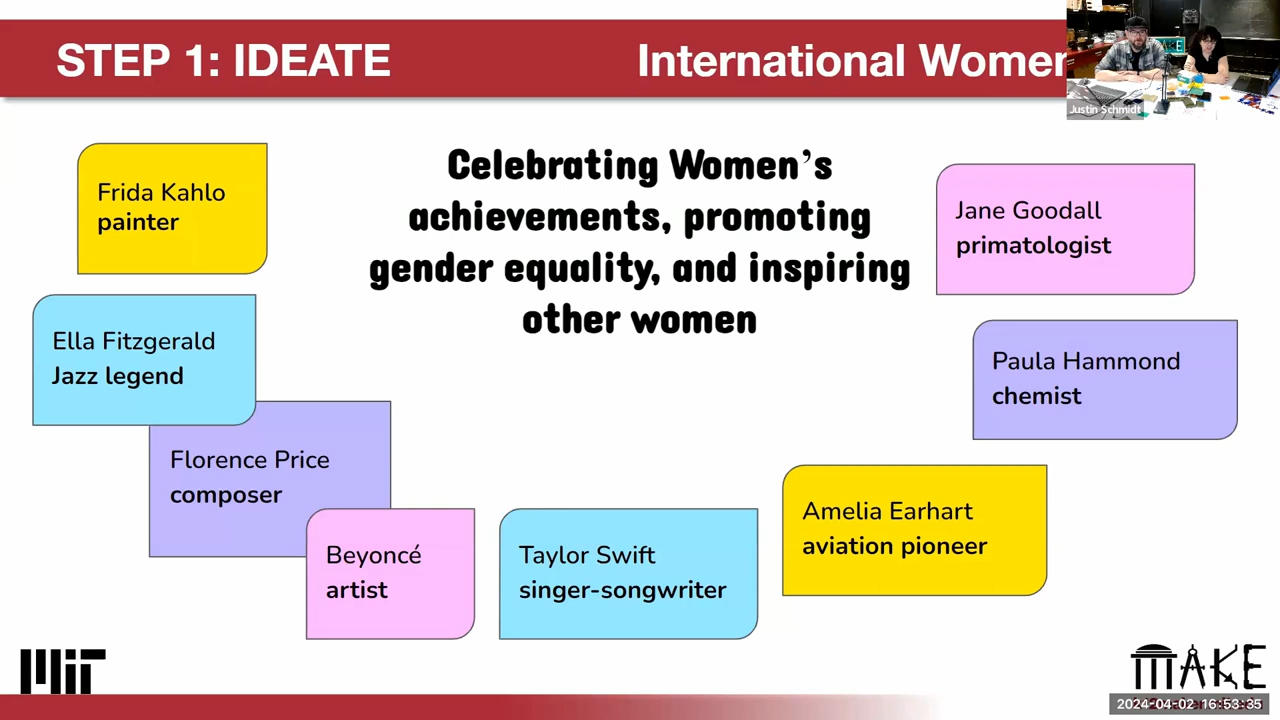 STEP 1: IDEATE
International Women
Justin Schmidt
Celebrating Women’s
achievements, promoting
gender equality, and inspiring
other women
Frida Kahlo
painter
Ella Fitzgerald
Jazz legend
Florence Price
composer
Beyoncé
artist
Taylor Swift
singer-songwriter
Amelia Earhart
aviation pioneer
Paula Hammond
chemist
Jane Goodall
primatologist
MIT
MAKE
2024-04-02 16:53:35